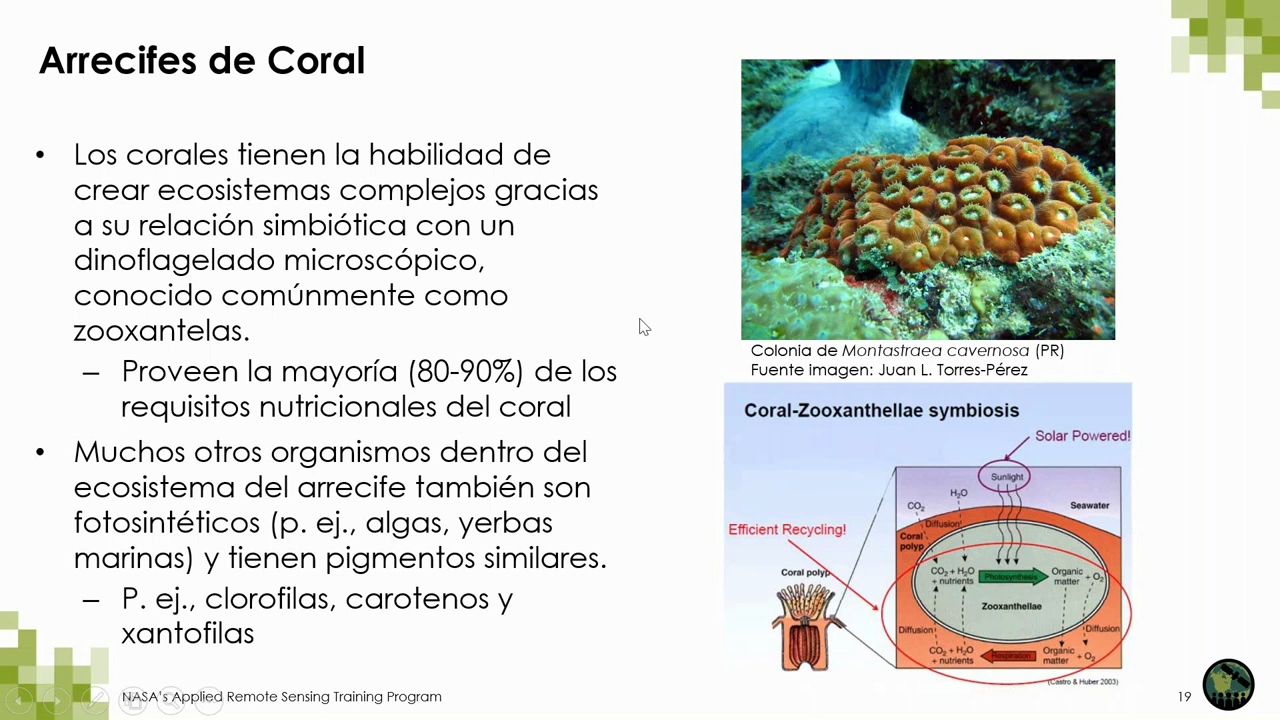 Arrecifes de Coral
• Los corales tienen la habilidad de
crear ecosistemas complejos gracias
a su relación simbiótica con un
dinoflagelado microscópico,
conocido comúnmente como
zooxantelas.
– Proveen la mayoría (80-90%) de los
requisitos nutricionales del coral
• Muchos otros organismos dentro del
ecosistema del arrecife también son
fotosintéticos (p. ej., algas, yerbas
marinas) y tienen pigmentos similares.
– P. ej., clorofilas, carotenos y
xantofilas
Colonia de Montastraea cavernosa (PR)
Fuente imagen: Juan L. Torres-Pérez
Coral-Zooxanthellae symbiosis
Solar Powered!
Sunlight
H₂O
CO₂
Seawater
Diffusion
Efficient Recycling!
Coral
polyp
Coral polyp
CO₂ + H₂O
+ nutrients
Photosynthesis
Organic
matter
+ O₂
Zooxanthellae
Diffusion
Diffusion
CO₂ + H₂O
+ nutrients
Respiration
Organic
matter
+ O₂
(Castro & Huber 2003)
NASA's Applied Remote Sensing Training Program
19